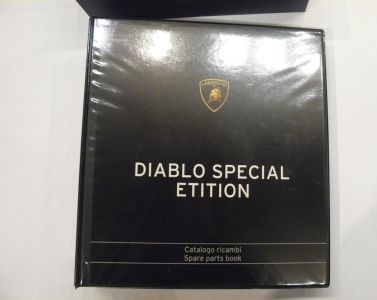 DIABLO SPECIAL
ETITION
Catalogo ricambi
Spare parts book